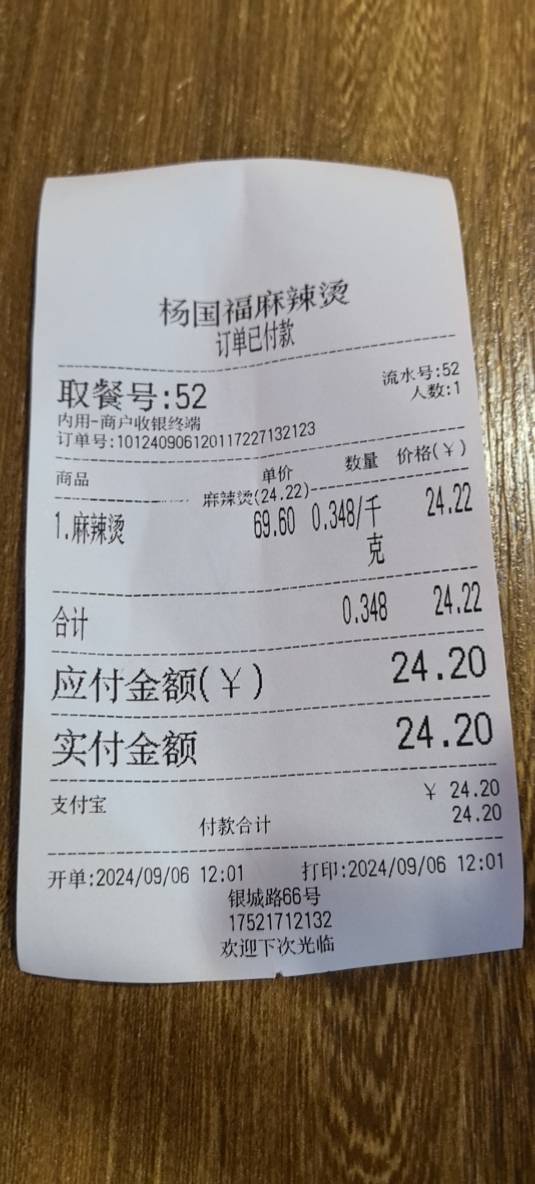 杨国福麻辣烫
订单已付款
取餐号:52
流水号:52
人数:1
内用-商户收银终端
订单号:101240906120117227132123
商品 单价 数量 价格(¥)
麻辣烫(24.22)
1.麻辣烫 69.60 0.348/千克 24.22
合计 0.348 24.22
应付金额(¥) 24.20
实付金额 24.20
支付宝 ¥ 24.20
付款合计 24.20
开单:2024/09/06 12:01 打印:2024/09/06 12:01
银城路66号
17521712132
欢迎下次光临